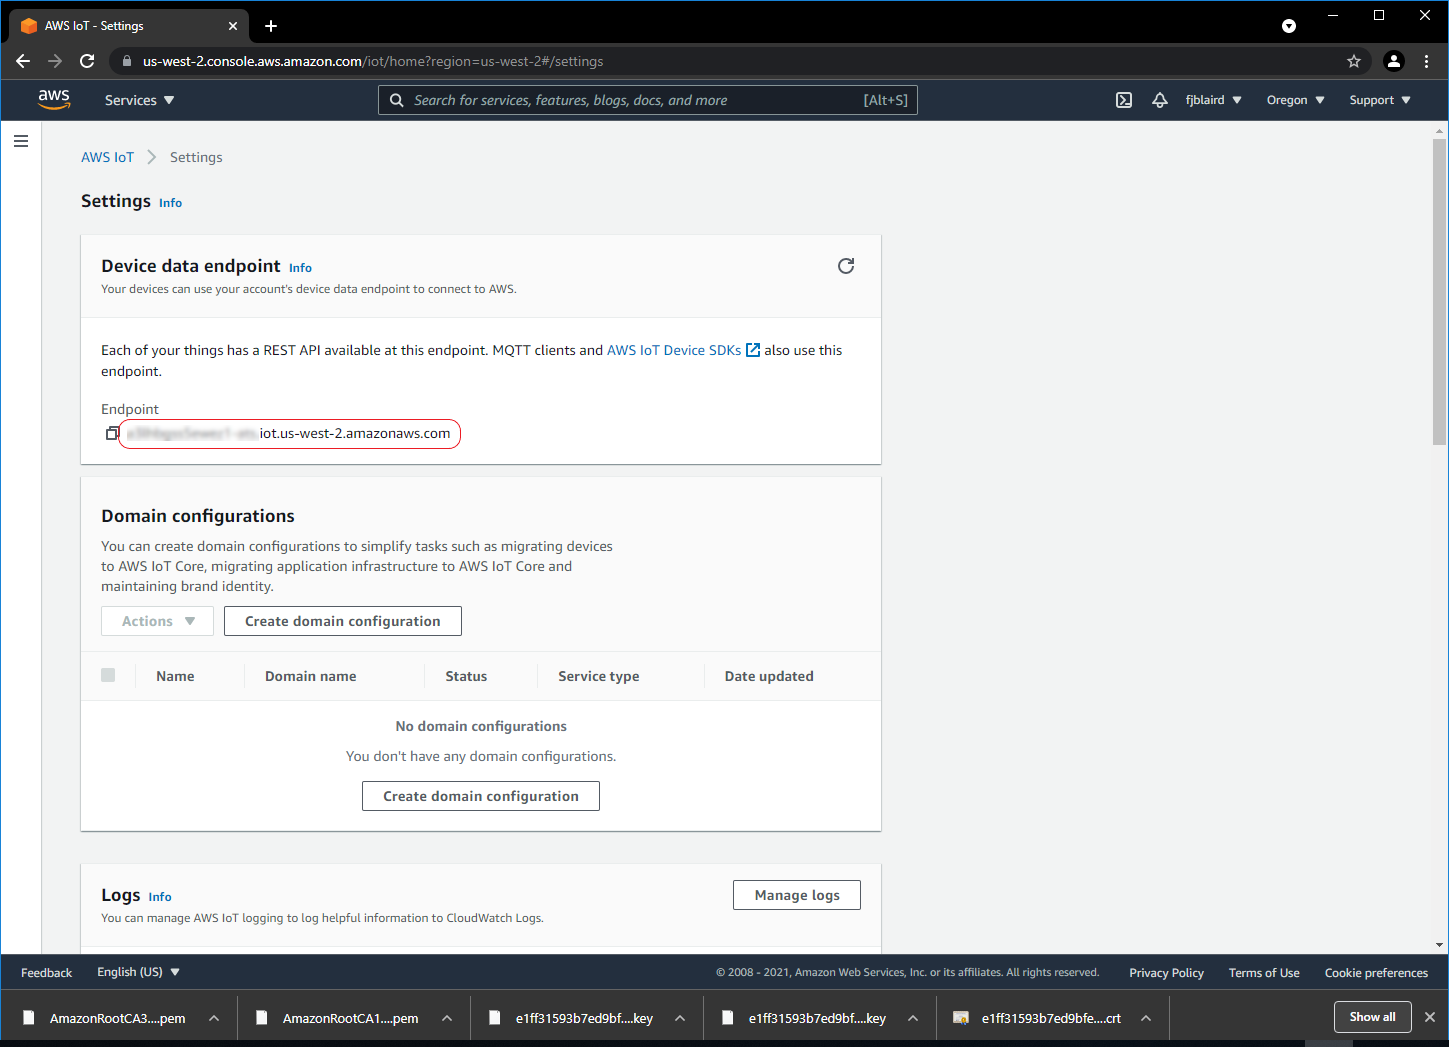 AWS IoT - Settings
us-west-2.console.aws.amazon.com/iot/home?region=us-west-2#/settings
aws
Services
Search for services, features, blogs, docs, and more
[Alt+S]
fjblaird
Oregon
Support
AWS IoT
Settings
Settings Info
Device data endpoint Info
Your devices can use your account's device data endpoint to connect to AWS.
Each of your things has a REST API available at this endpoint. MQTT clients and AWS IoT Device SDKs also use this
endpoint.
Endpoint
iot.us-west-2.amazonaws.com
Domain configurations
You can create domain configurations to simplify tasks such as migrating devices
to AWS IoT Core, migrating application infrastructure to AWS IoT Core and
maintaining brand identity.
Actions
Create domain configuration
Name
Domain name
Status
Service type
Date updated
No domain configurations
You don't have any domain configurations.
Create domain configuration
Logs Info
Manage logs
You can manage AWS IoT logging to log helpful information to CloudWatch Logs.
Feedback
English (US)
© 2008 - 2021, Amazon Web Services, Inc. or its affiliates. All rights reserved.
Privacy Policy
Terms of Use
Cookie preferences
AmazonRootCA3....pem
AmazonRootCA1....pem
e1ff31593b7ed9bf....key
e1ff31593b7ed9bf....key
e1ff31593b7ed9bfe....crt
Show all